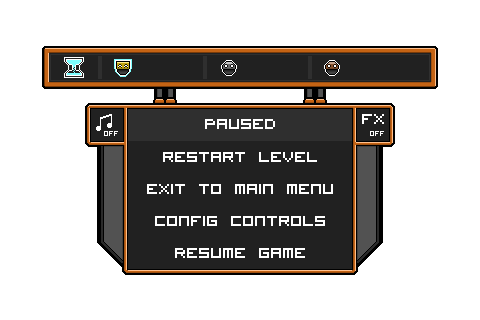 PAUSED
FX
OFF
OFF
RESTART LEVEL
EXIT TO MAIN MENU
CONFIG CONTROLS
RESUME GAME